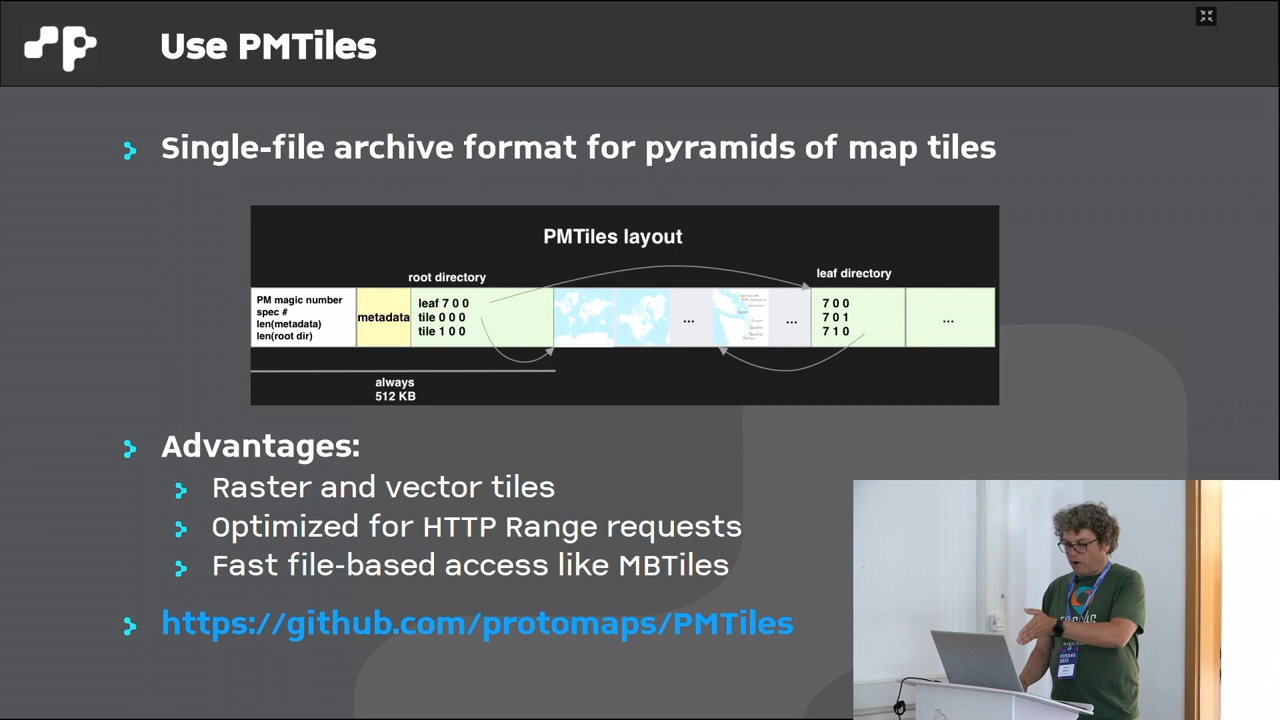 Use PMTiles
Single-file archive format for pyramids of map tiles
PMTiles layout
root directory
leaf directory
PM magic number
spec #
len(metadata)
len(root dir)
metadata
leaf 7 0 0
tile 0 0 0
tile 1 0 0
...
...
7 0 0
7 0 1
7 1 0
...
always
512 KB
Advantages:
Raster and vector tiles
Optimized for HTTP Range requests
Fast file-based access like MBTiles
https://github.com/protomaps/PMTiles
FOSS4G